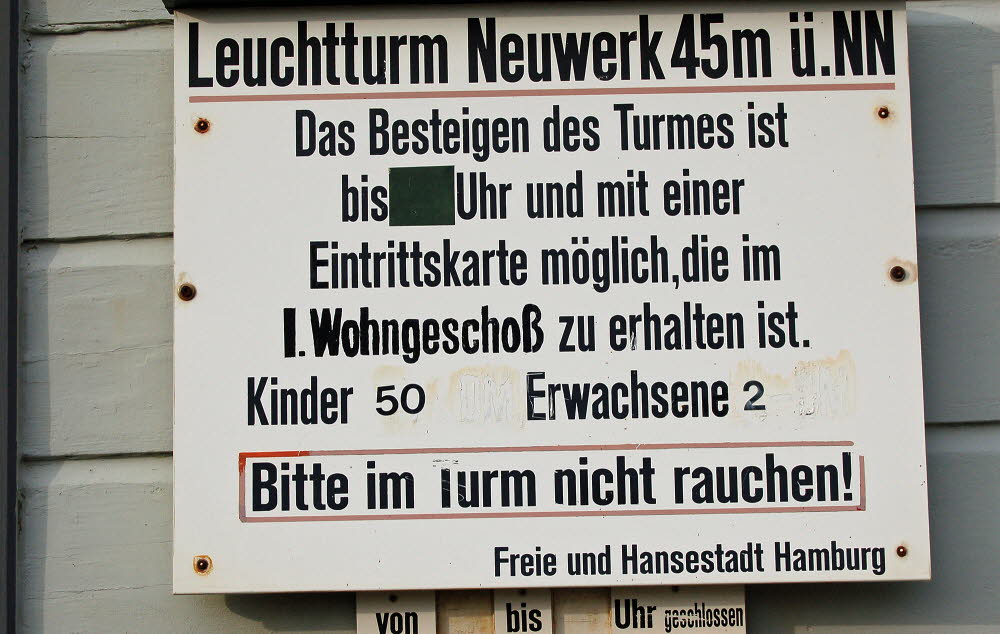 Leuchtturm Neuwerk 45m ü.NN
Das Besteigen des Turmes ist
bis Uhr und mit einer
Eintrittskarte möglich,die im
I. Wohngeschoß zu erhalten ist.
Kinder 50 DM Erwachsene 2 DM
Bitte im Turm nicht rauchen!
Freie und Hansestadt Hamburg
von bis Uhr geschlossen